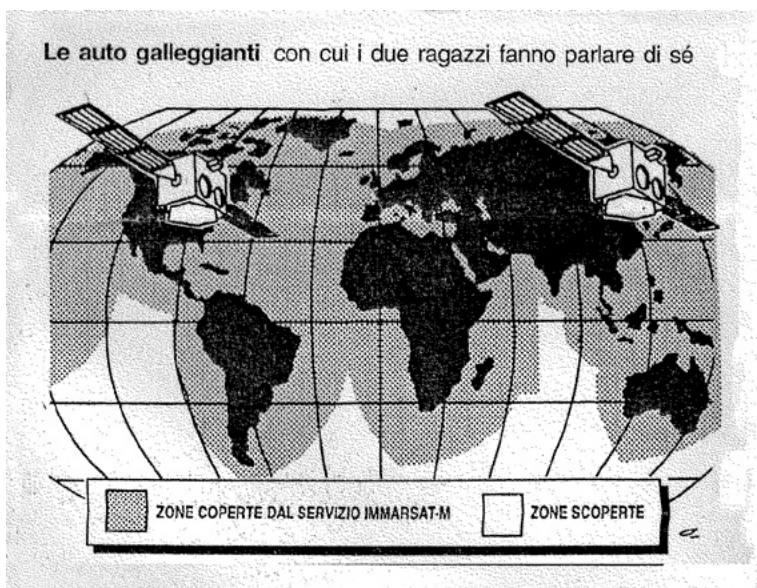 Le auto galleggianti con cui i due ragazzi fanno parlare di sé
ZONE COPERTE DAL SERVIZIO IMMARSAT-M
ZONE SCOPERTE